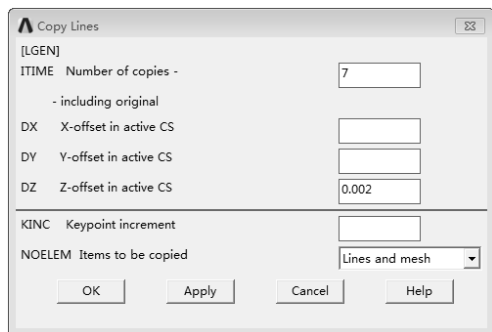 Copy Lines
[LGEN]
ITIME Number of copies - 7
- including original
DX X-offset in active CS
DY Y-offset in active CS
DZ Z-offset in active CS 0.002
KINC Keypoint increment
NOELEM Items to be copied Lines and mesh
OK Apply Cancel Help